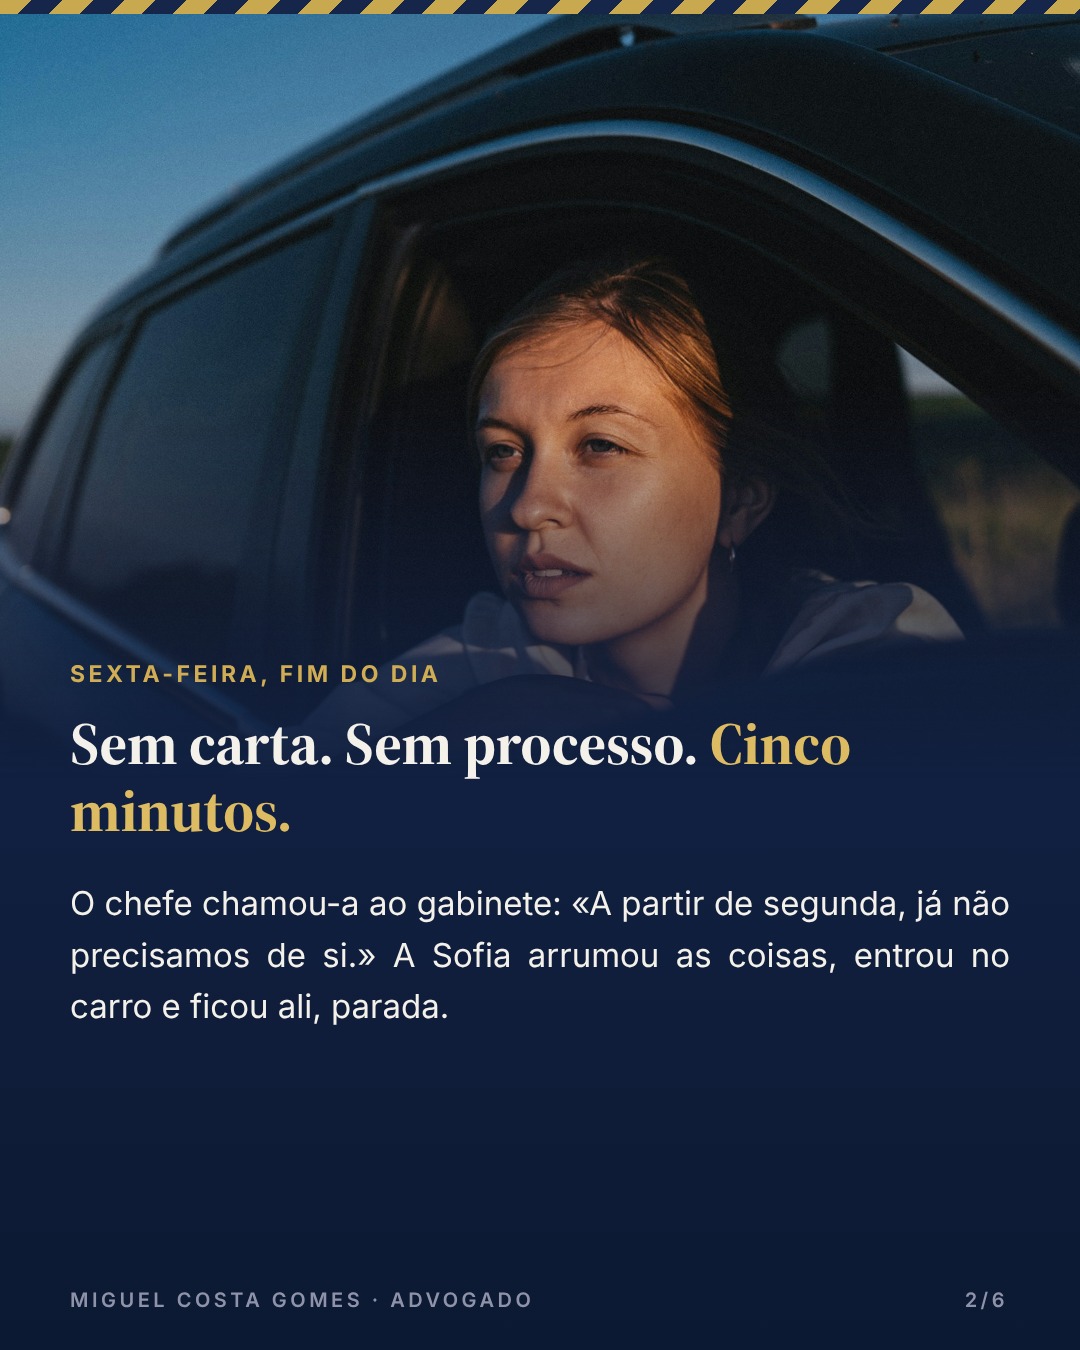 SEXTA-FEIRA, FIM DO DIA
Sem carta. Sem processo. Cinco
minutos.
O chefe chamou-a ao gabinete: «A partir de segunda, já não
precisamos de si.» A Sofia arrumou as coisas, entrou no
carro e ficou ali, parada.
MIGUEL COSTA GOMES · ADVOGADO
2/6